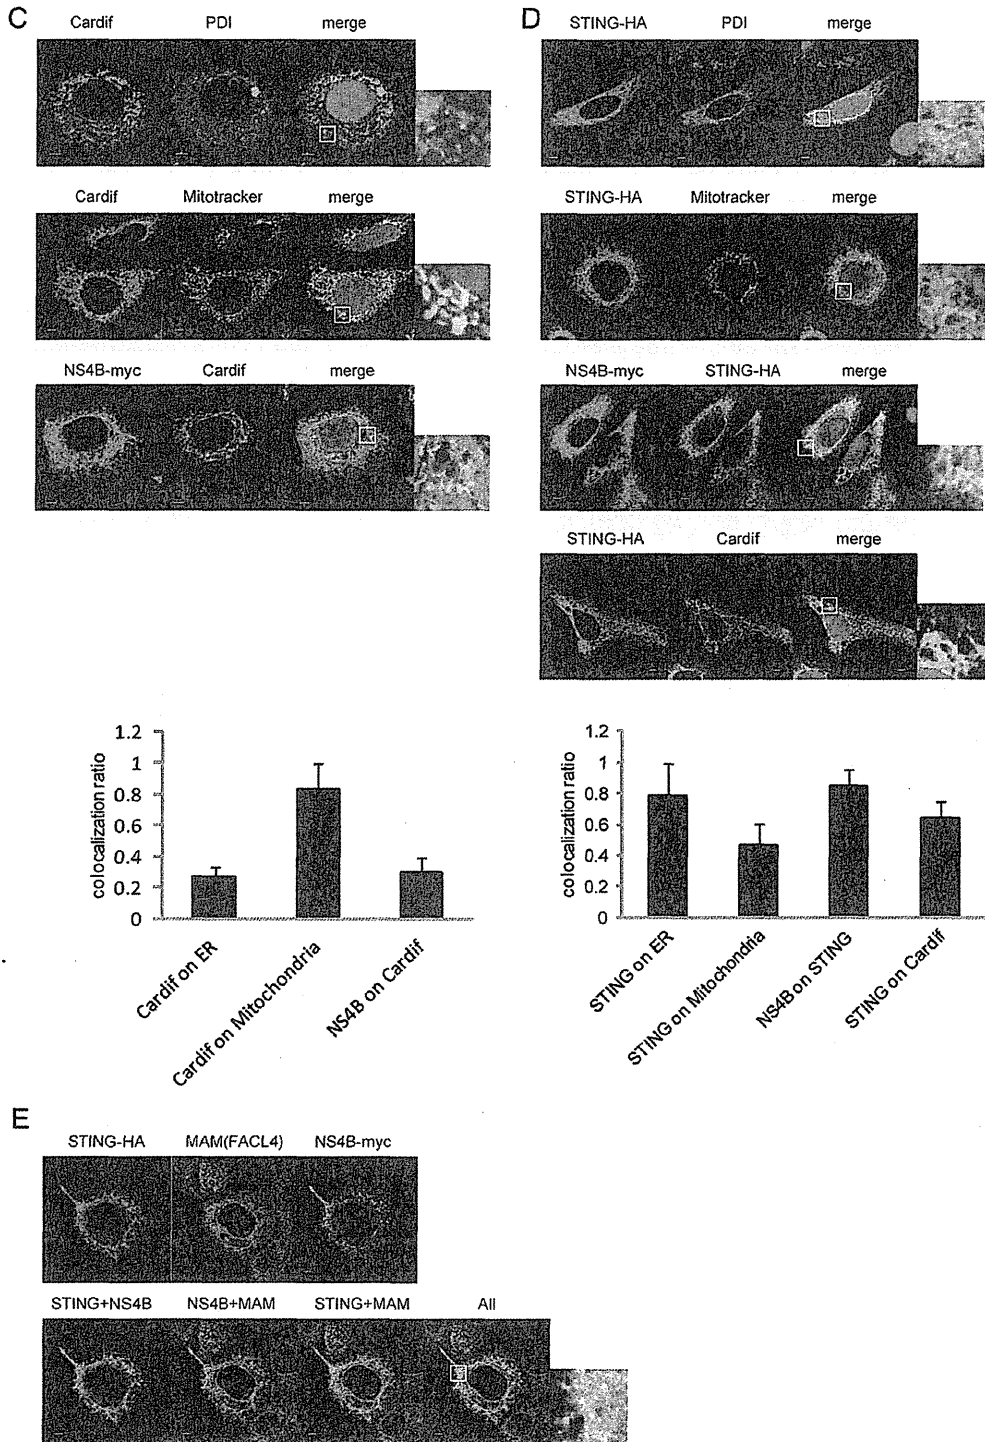 C
Cardif PDI merge
Cardif Mitotracker merge
NS4B-myc Cardif merge
1.2
1
0.8
0.6
0.4
0.2
0
colocalization ratio
Cardif on ER
Cardif on Mitochondria
NS4B on Cardif
D
STING-HA PDI merge
STING-HA Mitotracker merge
NS4B-myc STING-HA merge
STING-HA Cardif merge
1.2
1
0.8
0.6
0.4
0.2
0
colocalization ratio
STING on ER
STING on Mitochondria
NS4B on STING
STING on Cardif
E
STING-HA MAM(FACL4) NS4B-myc
STING+NS4B NS4B+MAM STING+MAM All